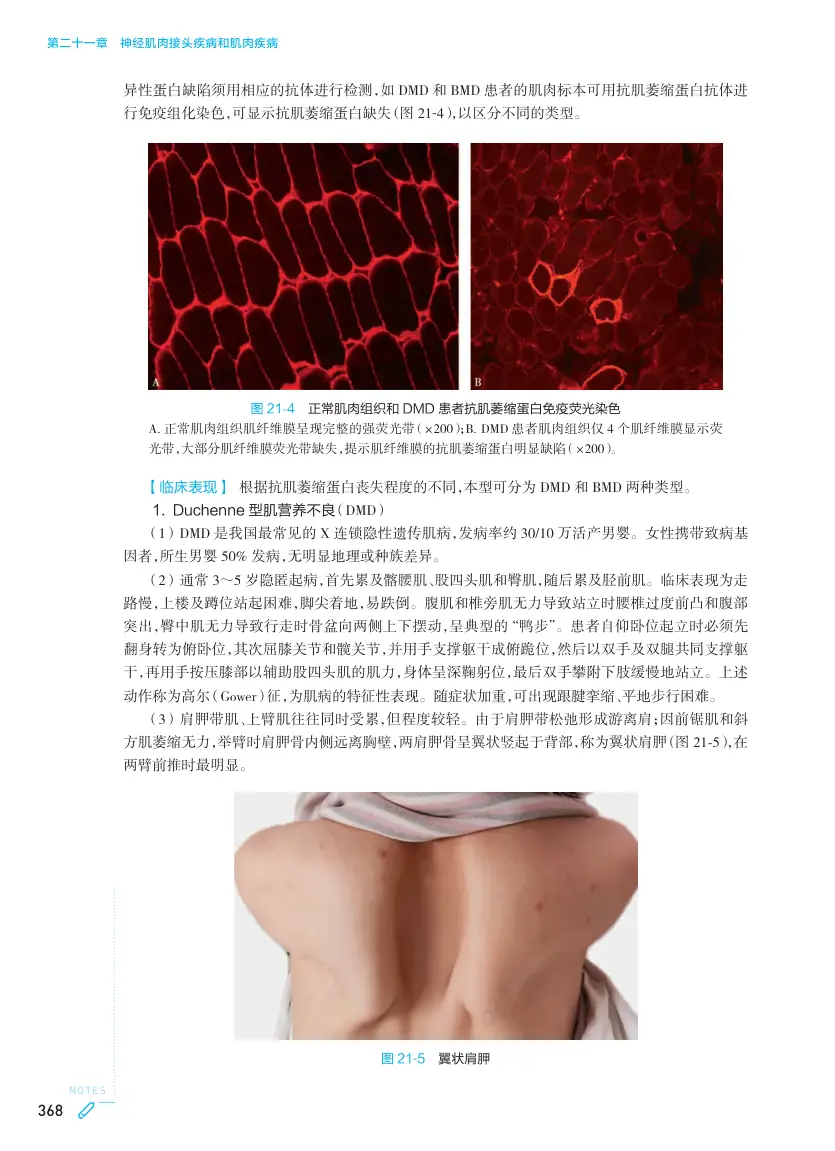 第二十一章 神经肌肉接头疾病和肌肉疾病
异性蛋白缺陷须用相应的抗体进行检测,如 DMD 和 BMD 患者的肌肉标本可用抗肌萎缩蛋白抗体进
行免疫组化染色,可显示抗肌萎缩蛋白缺失(图 21-4),以区分不同的类型。
A
B
图 21-4 正常肌肉组织和 DMD 患者抗肌萎缩蛋白免疫荧光染色
A. 正常肌肉组织肌纤维膜呈现完整的强荧光带(×200);B. DMD 患者肌肉组织仅 4 个肌纤维膜显示荧
光带,大部分肌纤维膜荧光带缺失,提示肌纤维膜的抗肌萎缩蛋白明显缺陷(×200)。
【临床表现】 根据抗肌萎缩蛋白丧失程度的不同,本型可分为 DMD 和 BMD 两种类型。
1. Duchenne 型肌营养不良(DMD)
(1)DMD 是我国最常见的 X 连锁隐性遗传肌病,发病率约 30/10 万活产男婴。女性携带致病基
因者,所生男婴 50% 发病,无明显地理或种族差异。
(2)通常 3～5 岁隐匿起病,首先累及髂腰肌、股四头肌和臀肌,随后累及胫前肌。临床表现为走
路慢,上楼及蹲位站起困难,脚尖着地,易跌倒。腹肌和椎旁肌无力导致站立时腰椎过度前凸和腹部
突出,臀中肌无力导致行走时骨盆向两侧上下摆动,呈典型的 “鸭步”。患者自仰卧位起立时必须先
翻身转为俯卧位,其次屈膝关节和髋关节,并用手支撑躯干成俯跪位,然后以双手及双腿共同支撑躯
干,再用手按压膝部以辅助股四头肌的肌力,身体呈深鞠躬位,最后双手攀附下肢缓慢地站立。上述
动作称为高尔(Gower)征,为肌病的特征性表现。随症状加重,可出现跟腱挛缩、平地步行困难。
(3)肩胛带肌、上臂肌往往同时受累,但程度较轻。由于肩胛带松弛形成游离肩;因前锯肌和斜
方肌萎缩无力,举臂时肩胛骨内侧远离胸壁,两肩胛骨呈翼状竖起于背部,称为翼状肩胛(图 21-5),在
两臂前推时最明显。
图 21-5 翼状肩胛
NOTES
368